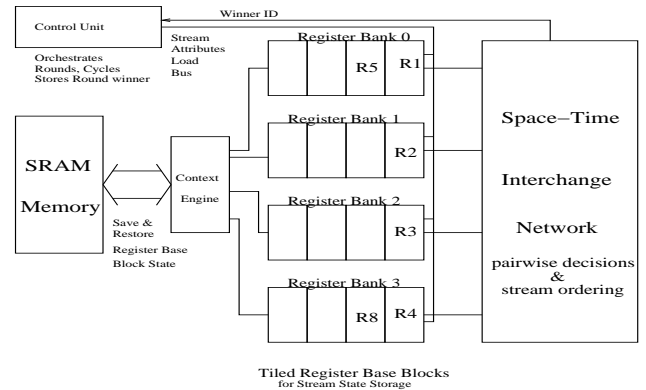 Winner ID
Control Unit
Orchestrates
Rounds, Cycles
Stores Round winner
Stream
Attributes
Load
Bus
Register Bank 0
R5
R1
Register Bank 1
R2
Register Bank 2
R3
Register Bank 3
R8
R4
SRAM
Memory
Context
Engine
Save &
Restore
Register Base
Block State
Space-Time
Interchange
Network
pairwise decisions
&
stream ordering
Tiled Register Base Blocks
for Stream State Storage